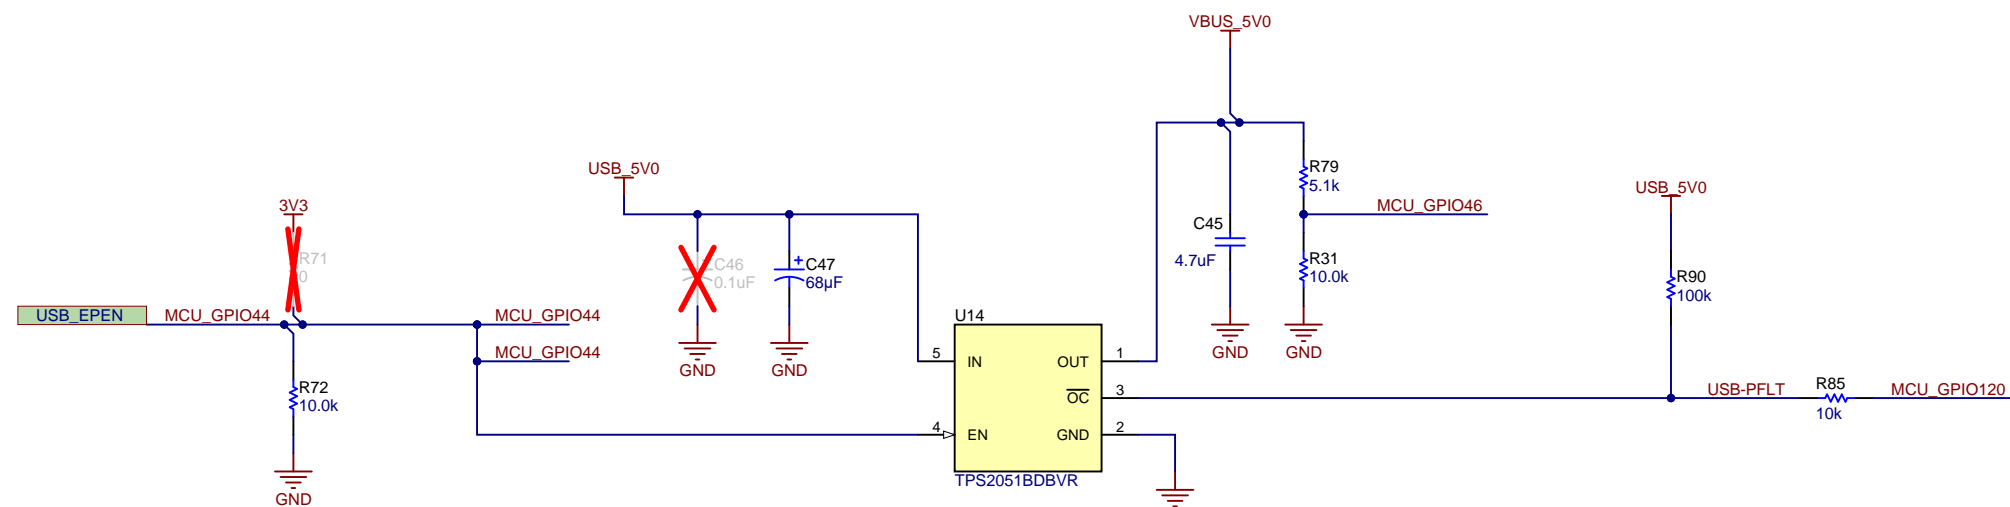 VBUS_5V0
USB_5V0
3V3
R71
0
USB_EPEN
MCU_GPIO44
MCU_GPIO44
MCU_GPIO44
R72
10.0k
GND
C46
0.1uF
GND
C47
68µF
GND
U14
5
IN
4
EN
OUT
1
OC
3
GND
2
TPS2051BDBVR
C45
4.7uF
GND
R79
5.1k
MCU_GPIO46
R31
10.0k
GND
USB_5V0
R90
100k
USB-PFLT
R85
10k
MCU_GPIO120